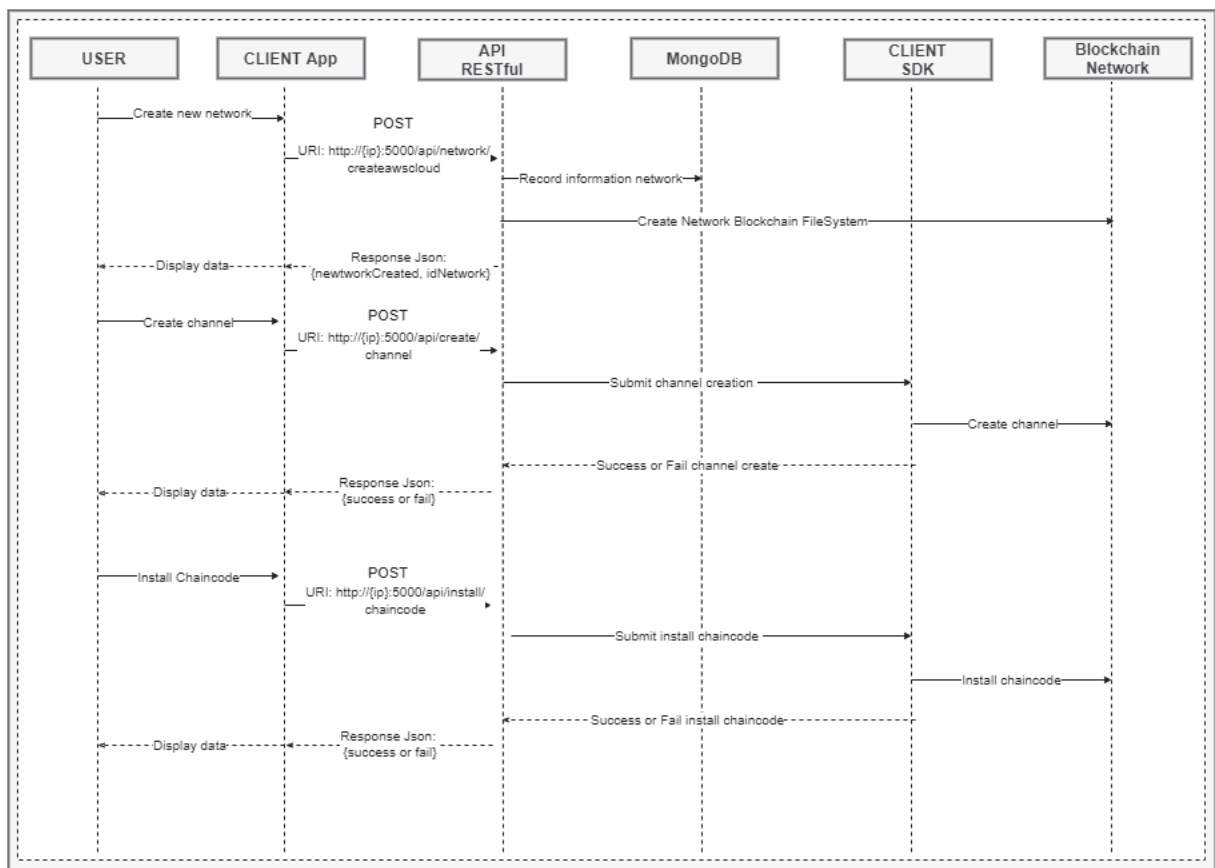 USER
CLIENT App
API
RESTful
MongoDB
CLIENT
SDK
Blockchain
Network
Create new network
POST
URI: http://{ip}:5000/api/network/
createawscloud
Record information network
Create Network Blockchain FileSystem
Display data
Response Json:
{newtworkCreated, idNetwork}
Create channel
POST
URI: http://{ip}:5000/api/create/
channel
Submit channel creation
Create channel
Success or Fail channel create
Display data
Response Json:
{success or fail}
Install Chaincode
POST
URI: http://{ip}:5000/api/install/
chaincode
Submit install chaincode
Install chaincode
Success or Fail install chaincode
Display data
Response Json:
{success or fail}